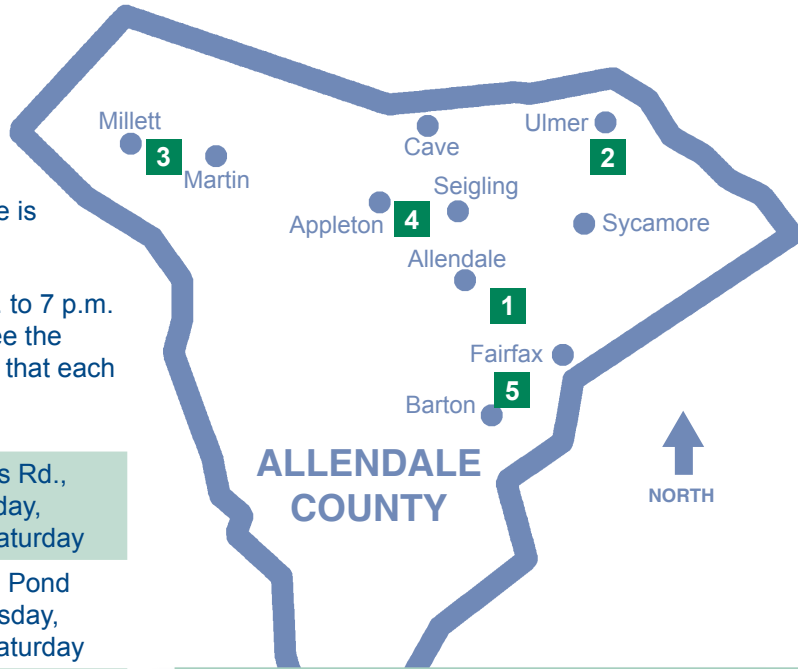 e is
to 7 p.m.
ee the
that each
s Rd.,
day,
aturday
Pond
sday,
aturday
Millett
3
Martin
Cave
Ulmer
2
Seigling
Appleton
4
Sycamore
Allendale
1
Fairfax
5
Barton
ALLENDALE
COUNTY
NORTH